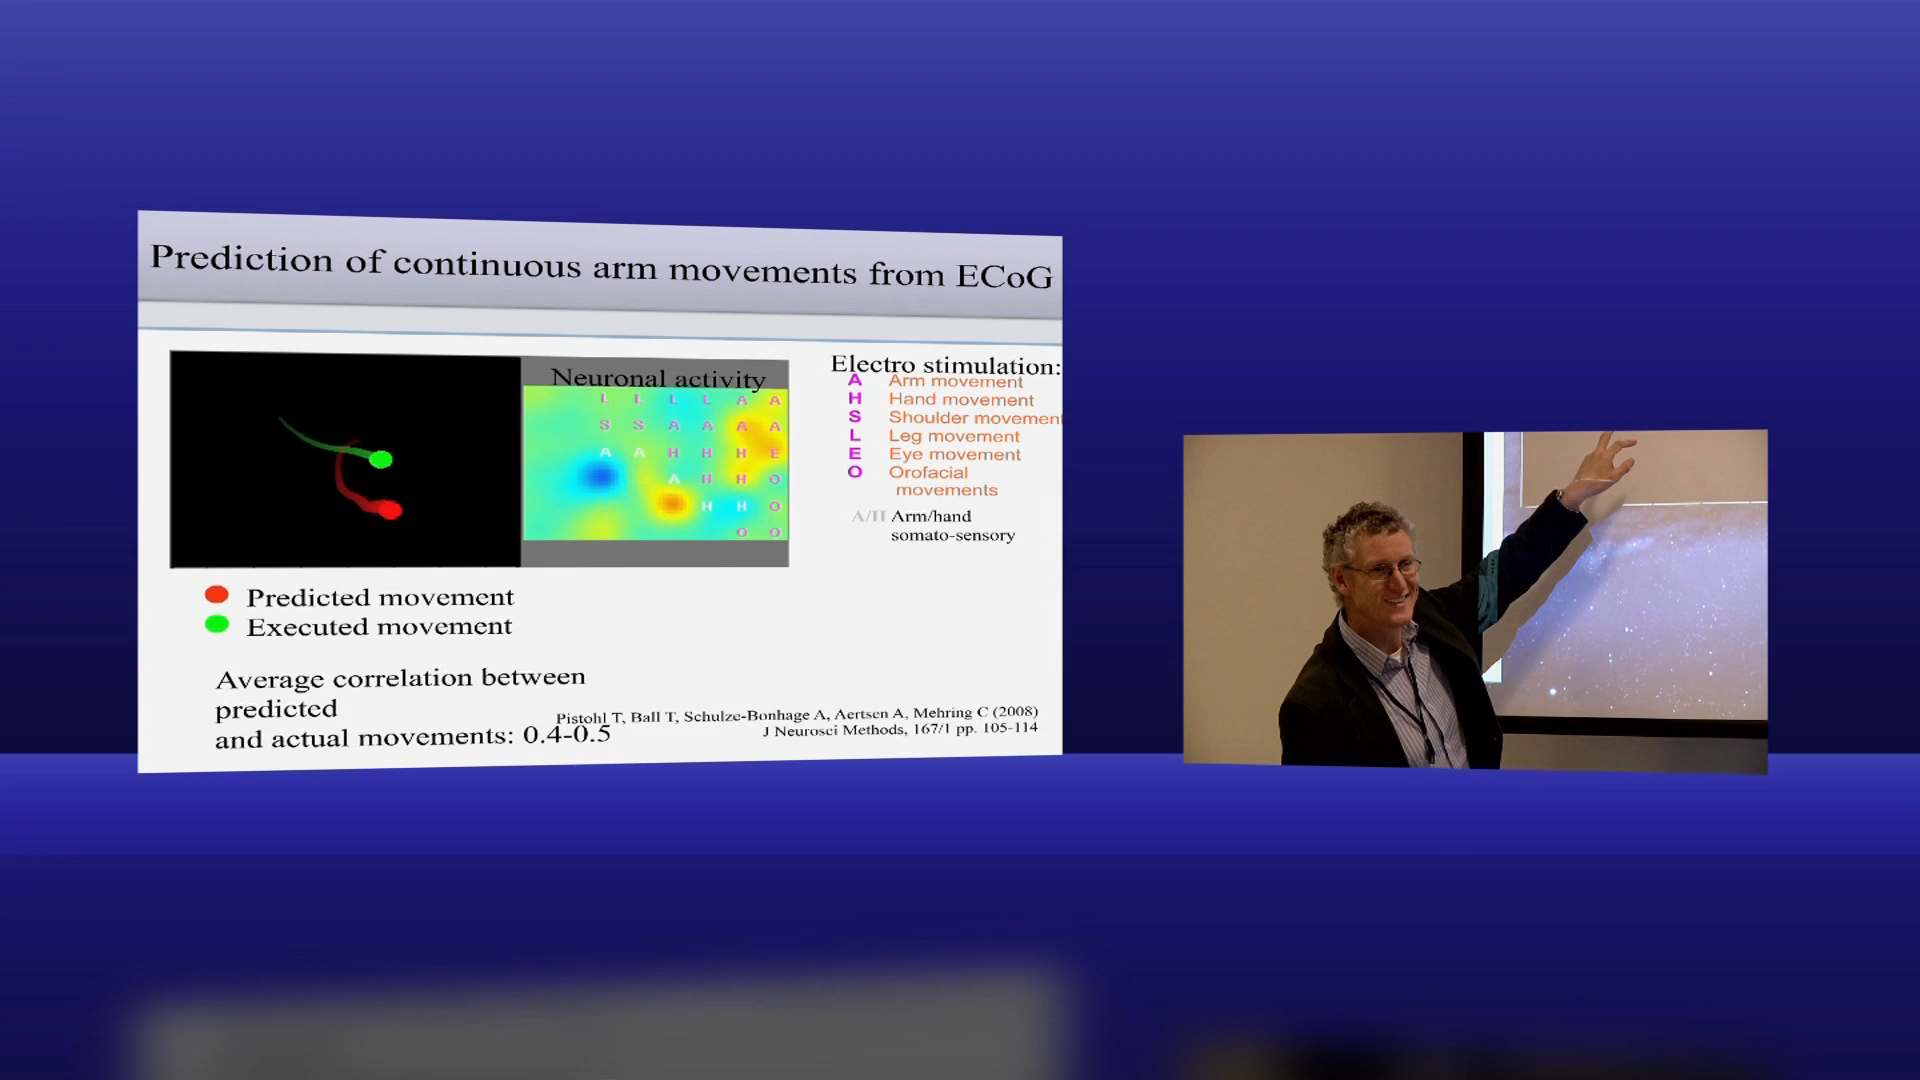 Prediction of continuous arm movements from ECoG
Neuronal activity
L L L L A A
S S A A A A
A A H H H E
A H H O
H H O
O O
Electro stimulation:
A Arm movement
H Hand movement
S Shoulder movement
L Leg movement
E Eye movement
O Orofacial
movements
A/H Arm/hand
somato-sensory
Predicted movement
Executed movement
Average correlation between
predicted
and actual movements: 0.4-0.5
Pistohl T, Ball T, Schulze-Bonhage A, Aertsen A, Mehring C (2008)
J Neurosci Methods, 167/1 pp. 105-114